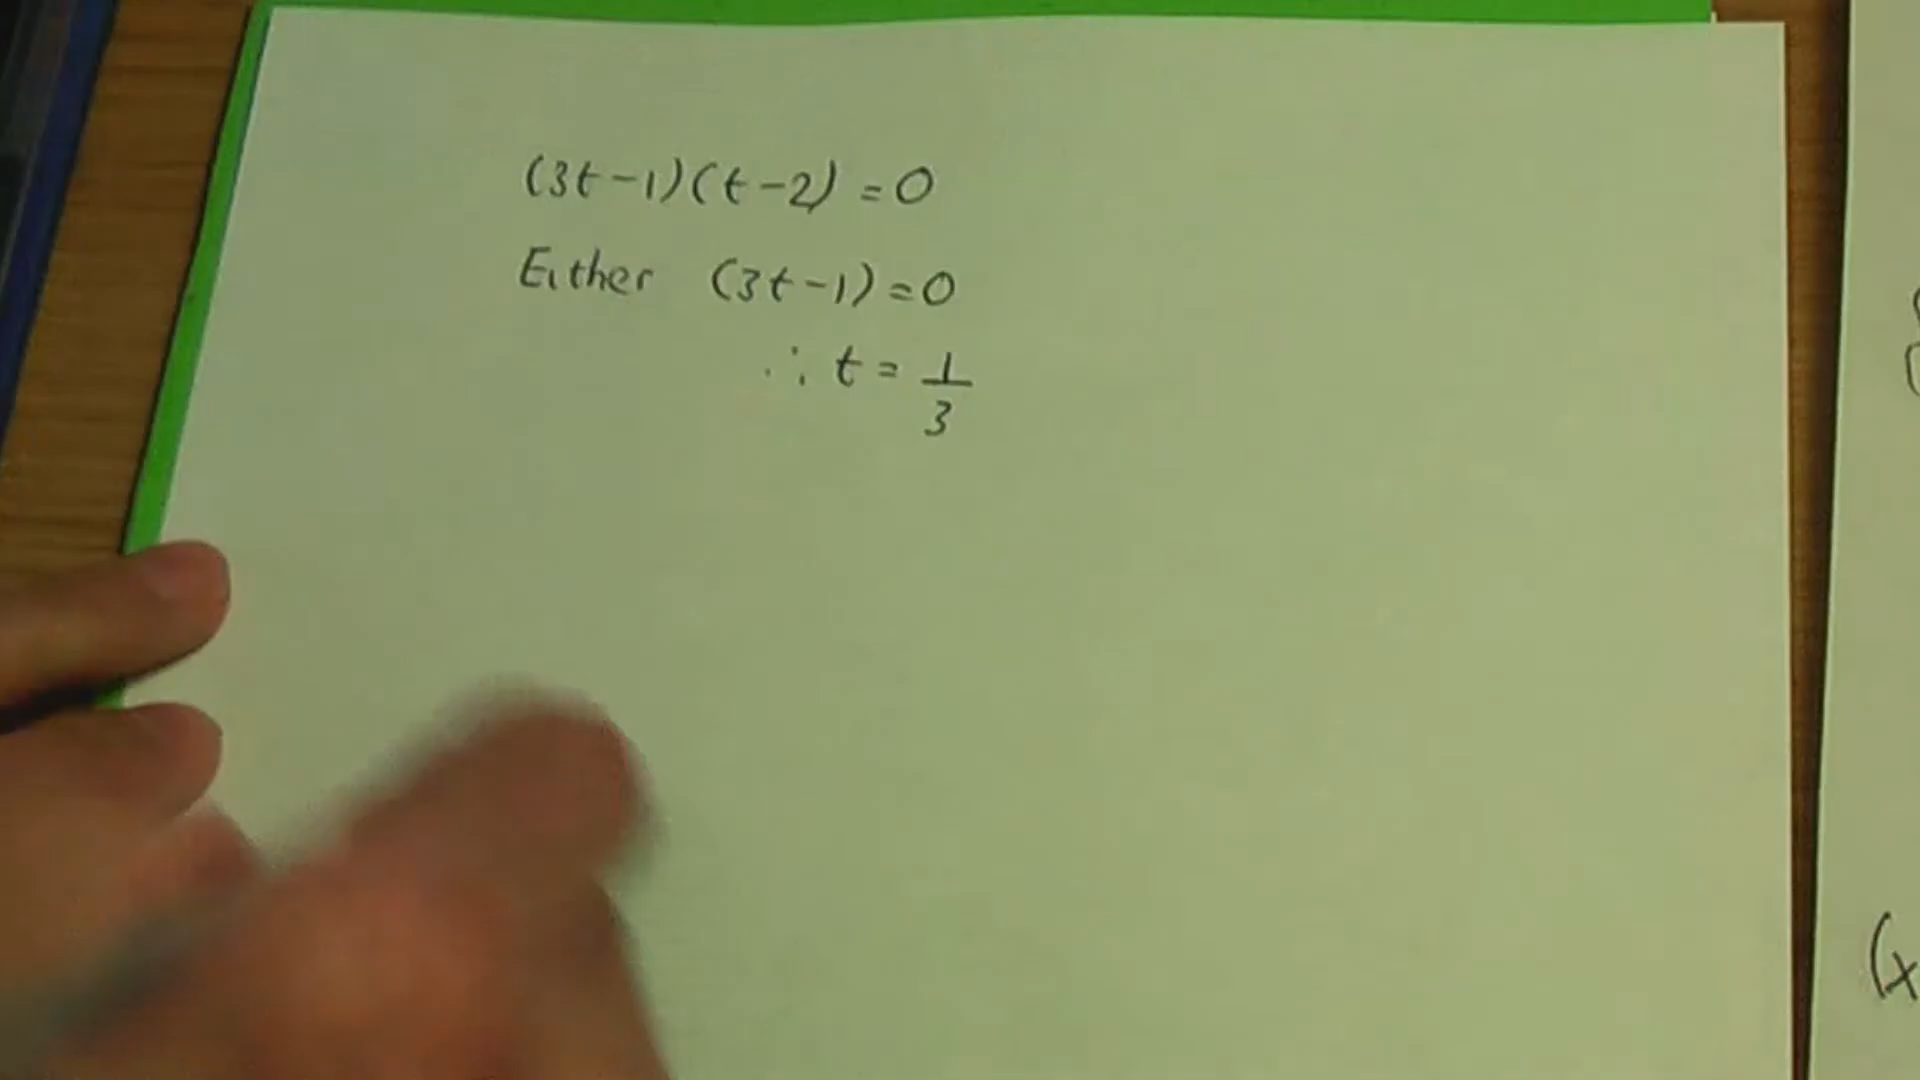 (3t-1)(t-2) = 0
Either (3t-1) = 0
∴ t = 1/3
(x